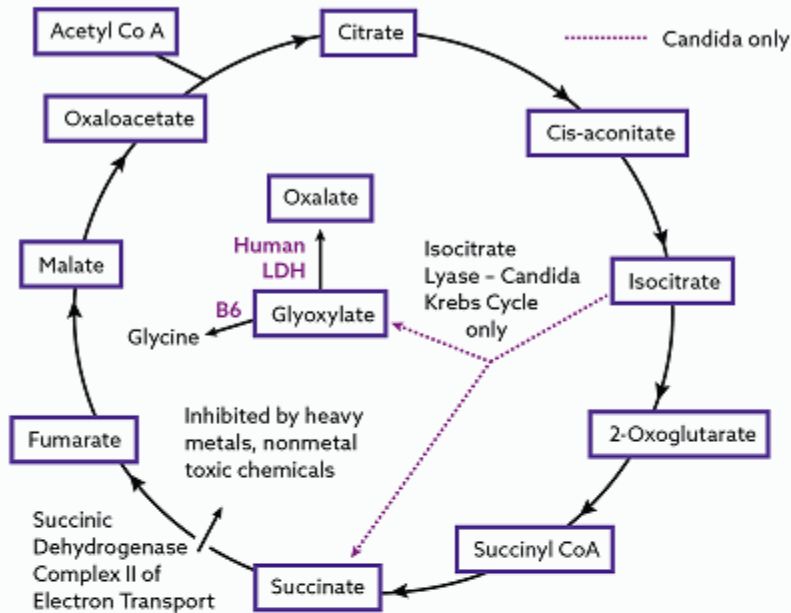 Acetyl Co A
Citrate
Candida only
Oxaloacetate
Cis-aconitate
Oxalate
Human
LDH
Isocitrate
Lyase – Candida
Krebs Cycle
only
Malate
Isocitrate
B6
Glyoxylate
Glycine
Inhibited by heavy
metals, nonmetal
toxic chemicals
Fumarate
2-Oxoglutarate
Succinic
Dehydrogenase
Complex II of
Electron Transport
Succinyl CoA
Succinate